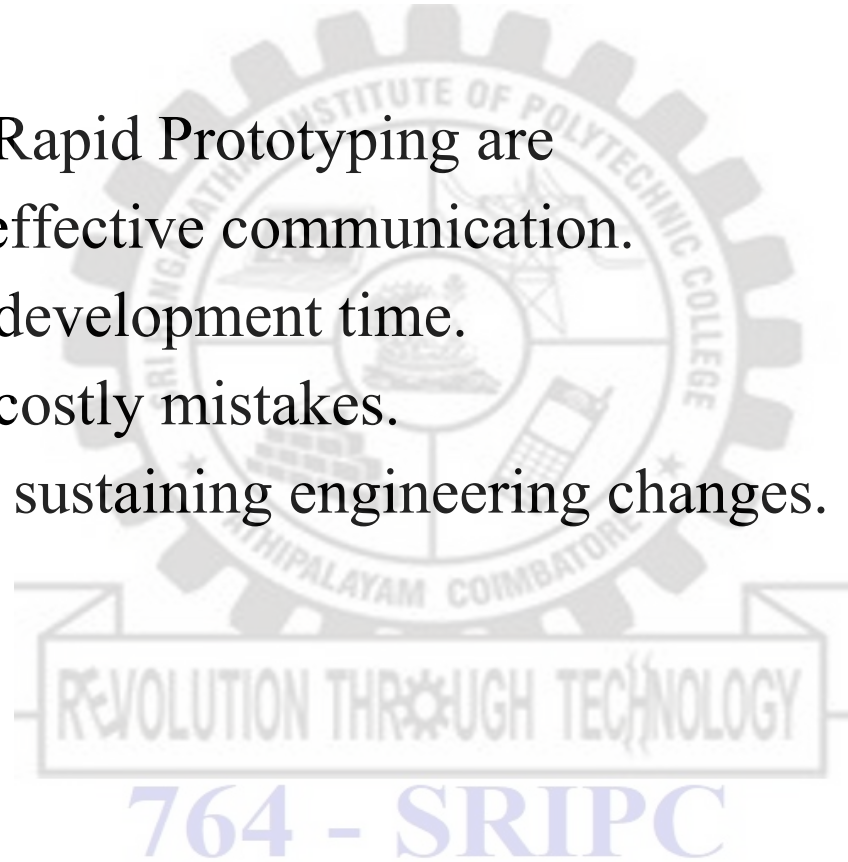 Rapid Prototyping are
effective communication.
development time.
costly mistakes.
sustaining engineering changes.
INSTITUTE OF POLYTECHNIC COLLEGE
ATHIPALAYAM COIMBATORE
REVOLUTION THROUGH TECHNOLOGY
764 - SRIPC